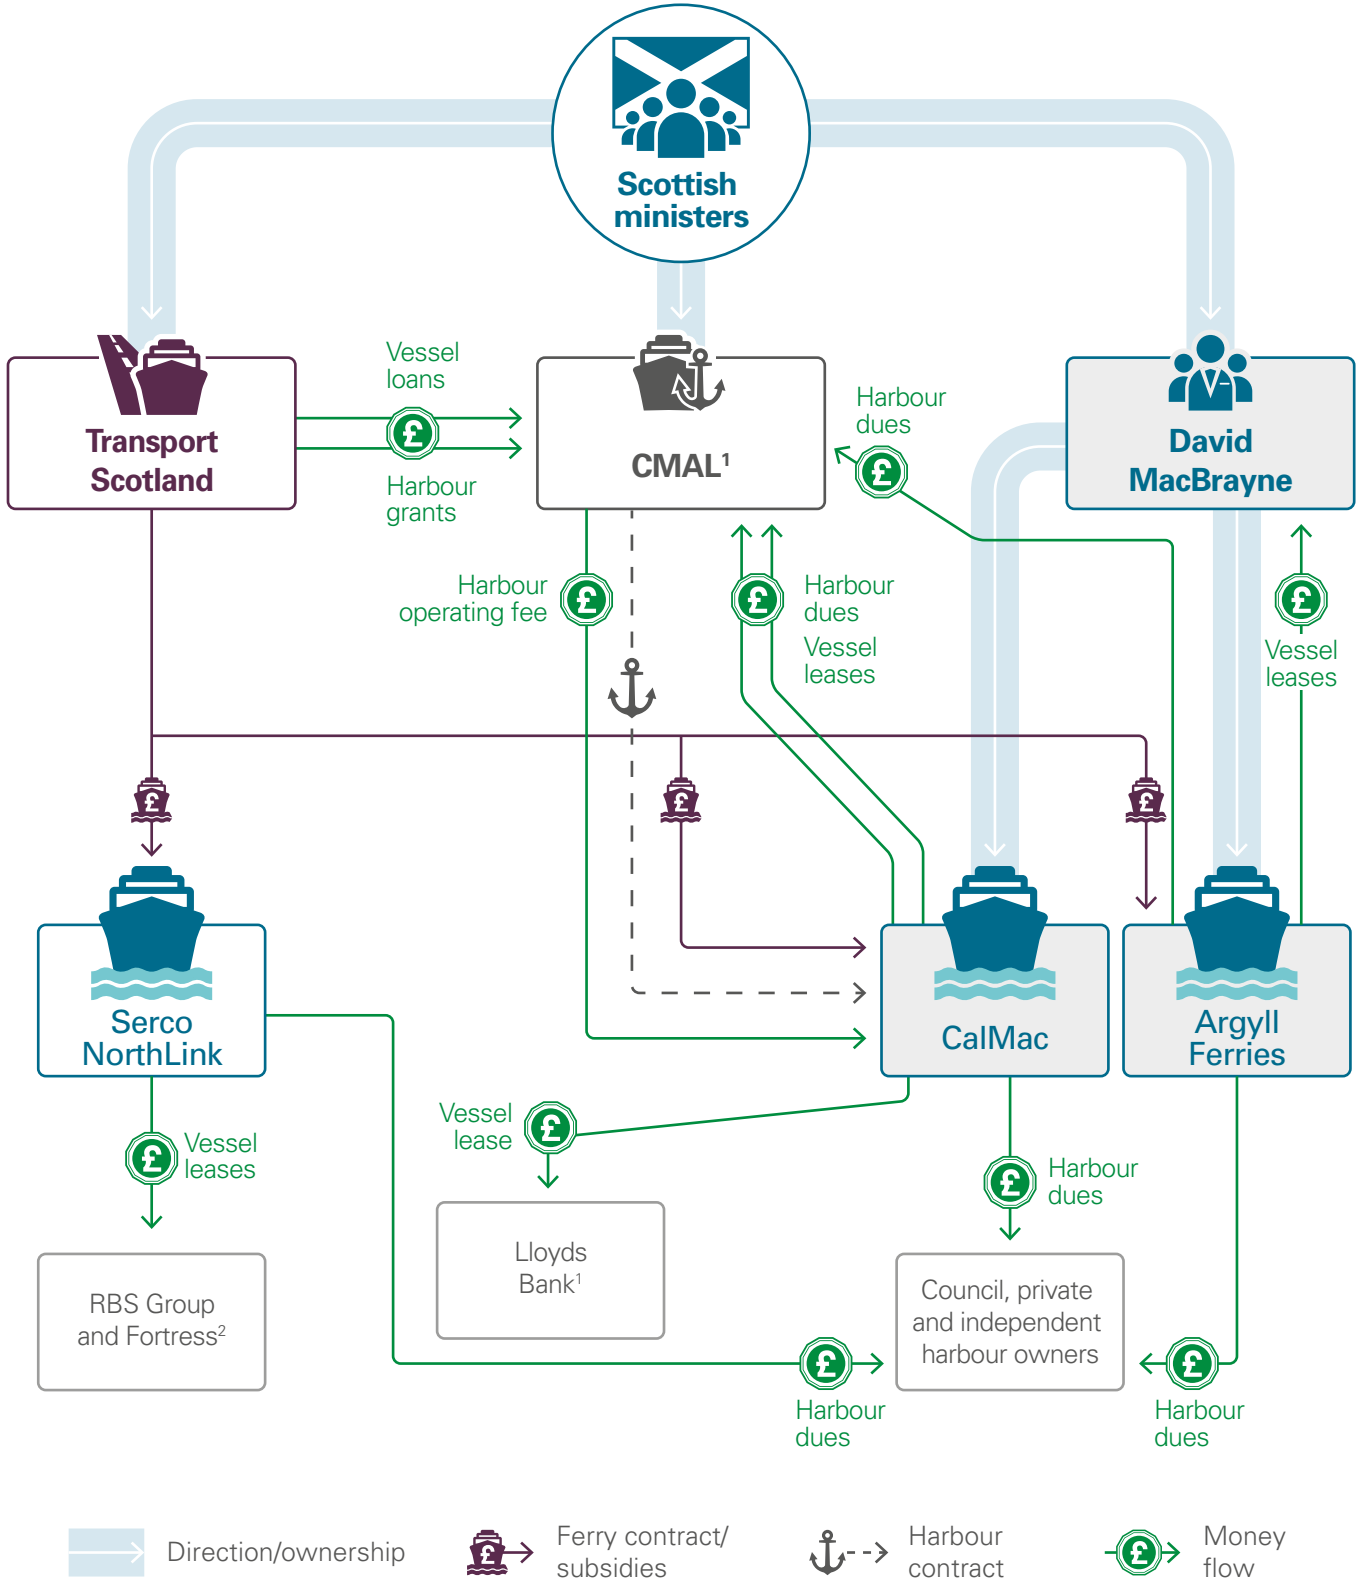 Scottish
ministers
Transport
Scotland
Vessel
loans
£
Harbour
grants
CMAL¹
Harbour
dues
£
David
MacBrayne
Harbour
operating fee
£
£
Harbour
dues
Vessel
leases
£
Vessel
leases
£
£
£
Serco
NorthLink
CalMac
Argyll
Ferries
£
Vessel
leases
Vessel
lease
£
£
Harbour
dues
RBS Group
and Fortress²
Lloyds
Bank¹
Council, private
and independent
harbour owners
£
Harbour
dues
£
Harbour
dues
Direction/ownership
£
Ferry contract/
subsidies
Harbour
contract
£
Money
flow